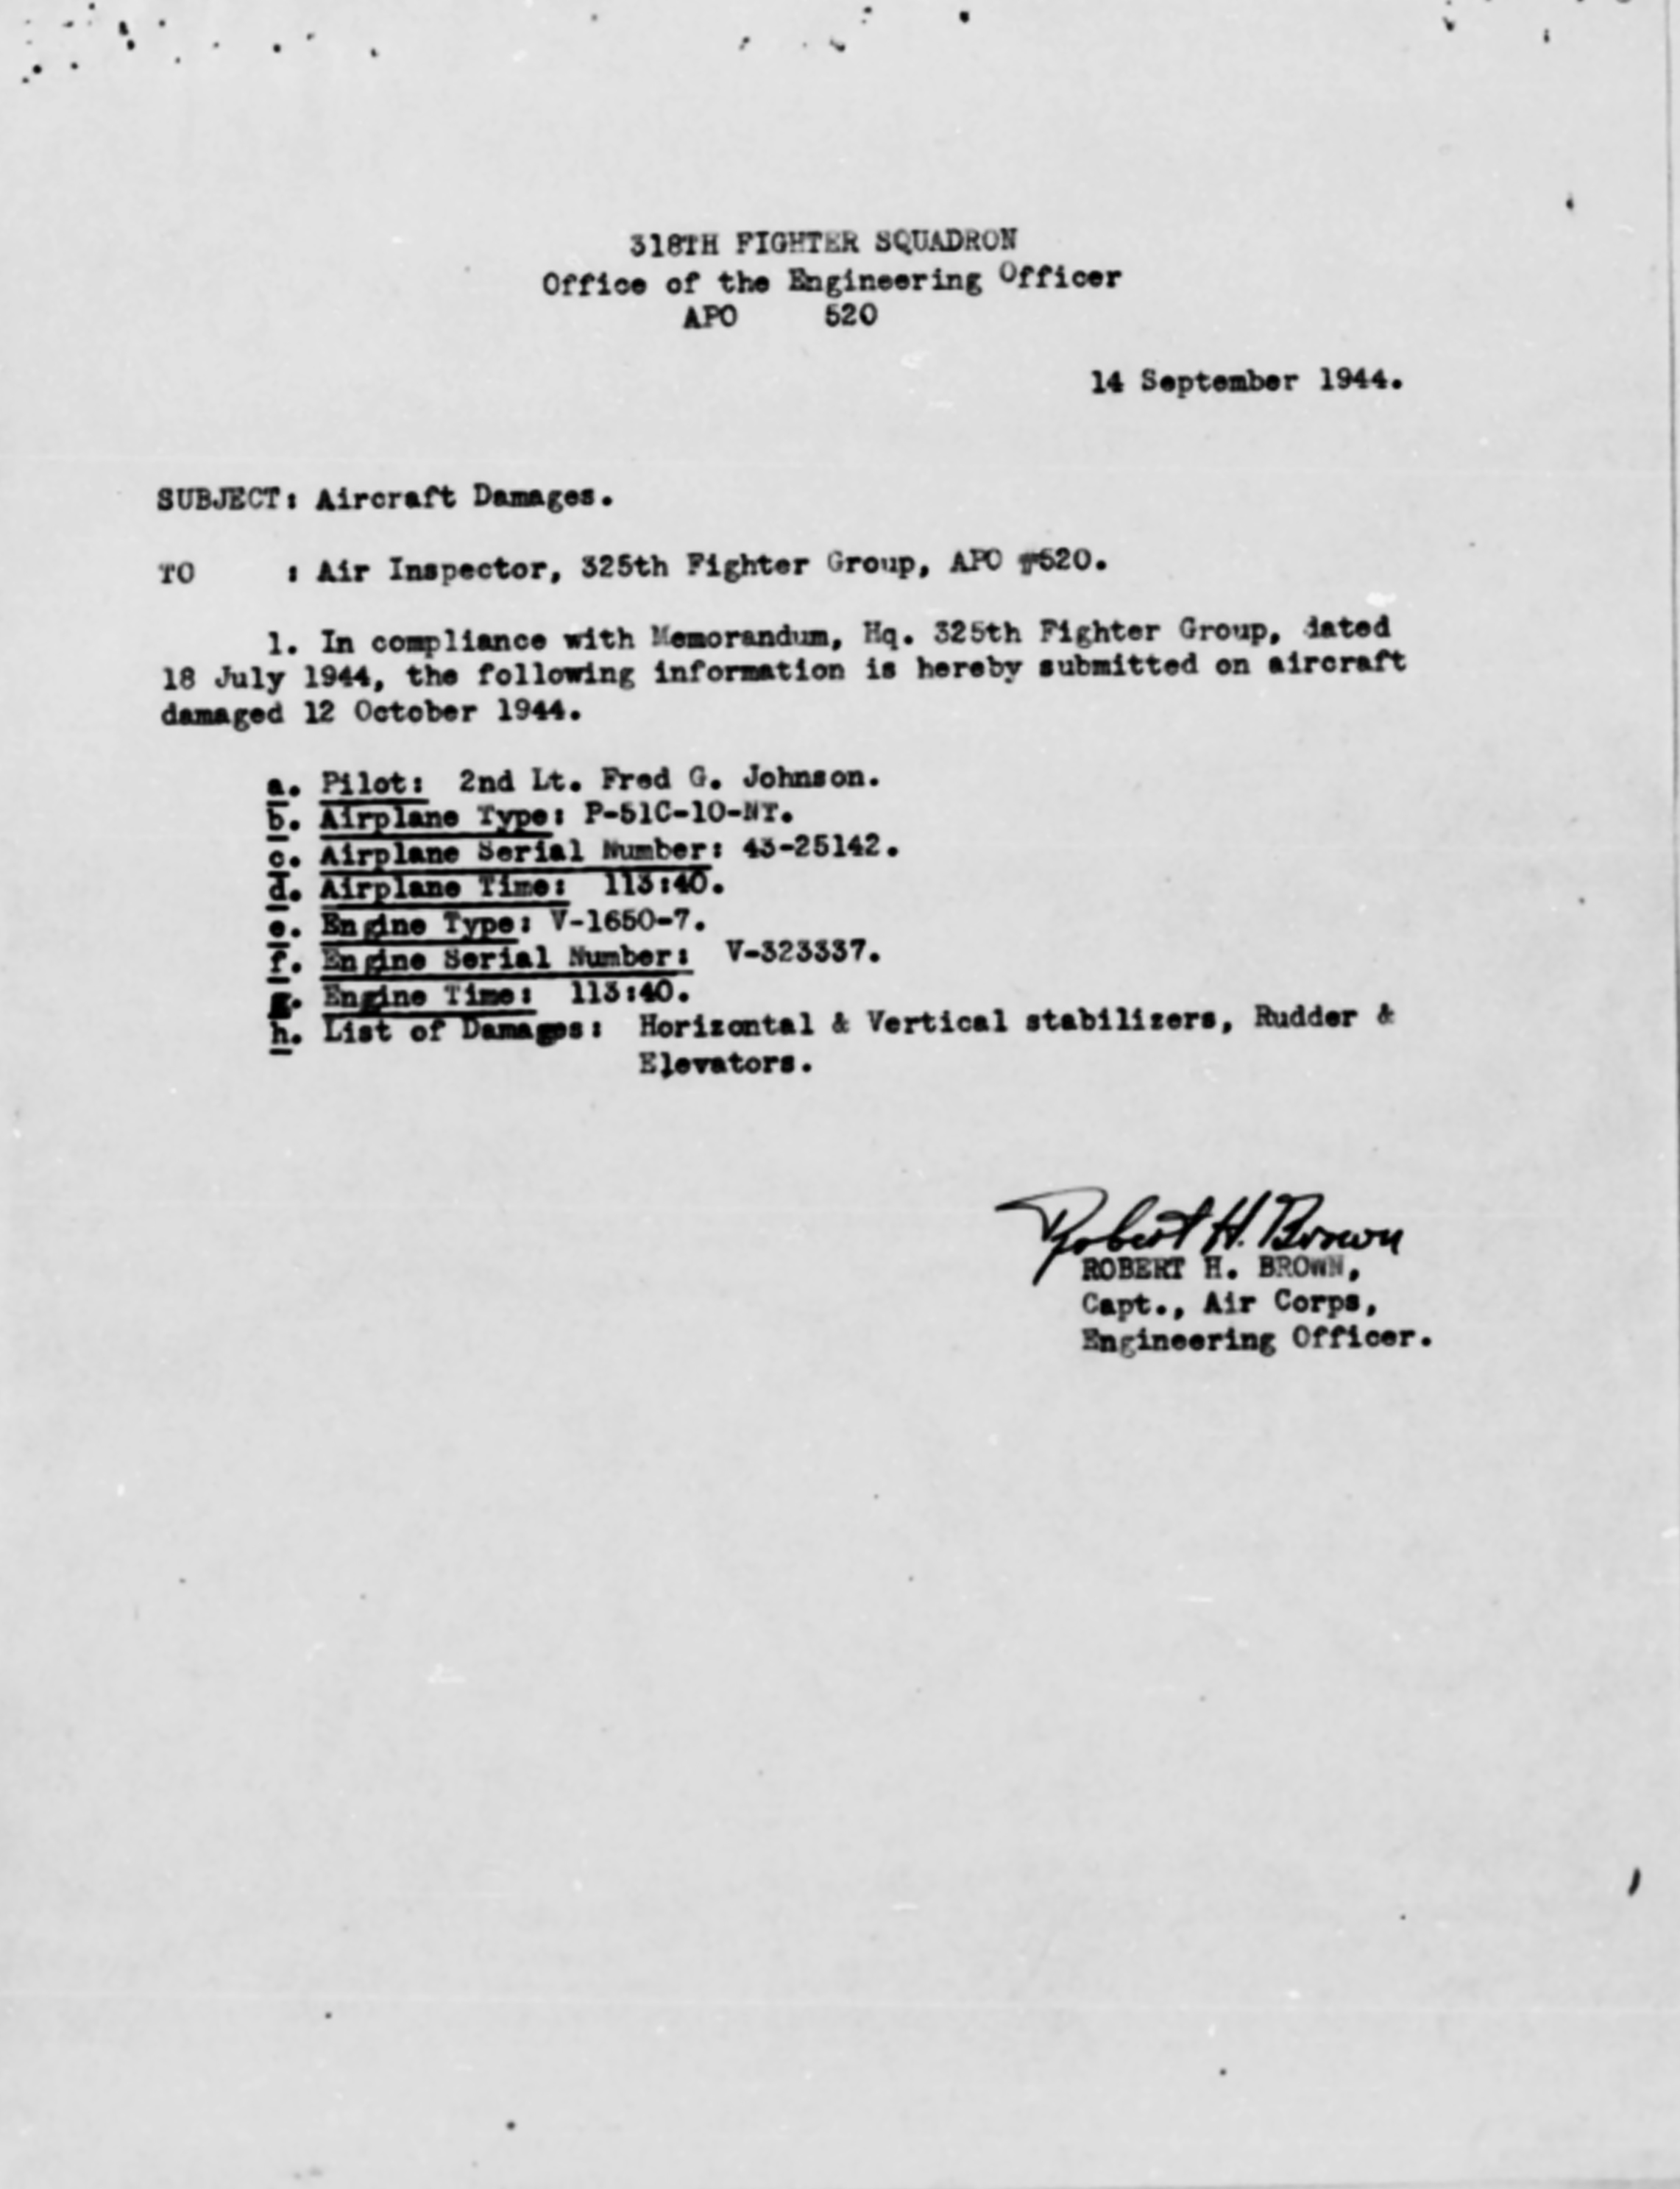 318TH FIGHTER SQUADRON
Office of the Engineering Officer
APO 520
14 September 1944.
SUBJECT: Aircraft Damages.
TO : Air Inspector, 325th Fighter Group, APO #520.
1. In compliance with Memorandum, Hq. 325th Fighter Group, dated
18 July 1944, the following information is hereby submitted on aircraft
damaged 12 October 1944.
a. Pilot: 2nd Lt. Fred G. Johnson.
b. Airplane Type: P-51C-10-NT.
c. Airplane Serial Number: 43-25142.
d. Airplane Time: 113:40.
e. Engine Type: V-1650-7.
f. Engine Serial Number: V-323337.
g. Engine Time: 113:40.
h. List of Damages: Horizontal & Vertical stabilizers, Rudder &
Elevators.
Robert H. Brown
ROBERT H. BROWN,
Capt., Air Corps,
Engineering Officer.